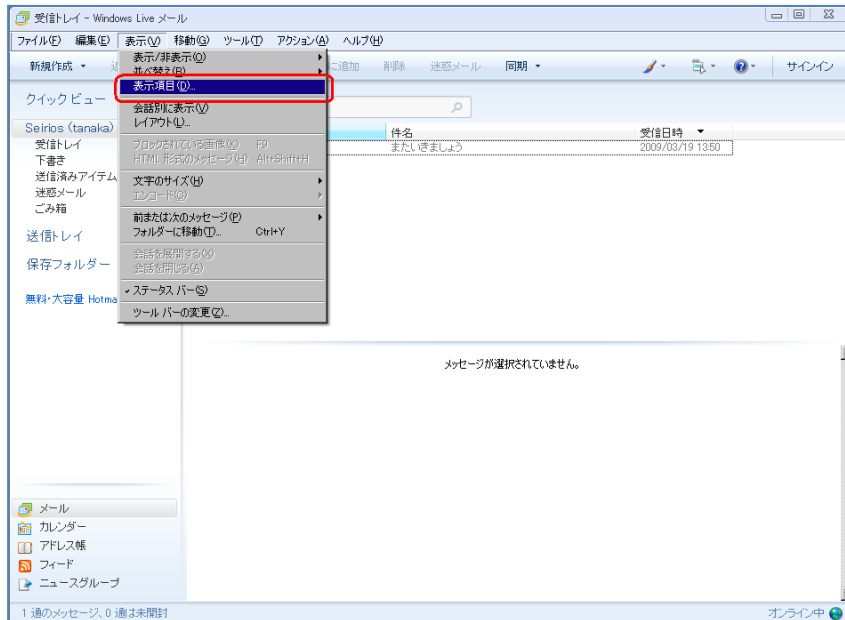 受信トレイ - Windows Live メール
ファイル(F) 編集(E) 表示(V) 移動(G) ツール(T) アクション(A) ヘルプ(H)
新規作成 に追加 削除 迷惑メール 同期 サインイン
表示/非表示(O)
並べ替え(B)
表示項目(D)...
会話別に表示(V)
レイアウト(L)...
ブロックされている画像(K) F9
HTML 形式のメッセージ(H) Alt+Shift+H
文字のサイズ(H)
エンコード(G)
前または次のメッセージ(P)
フォルダーに移動(T)... Ctrl+Y
会話を展開する(X)
会話を閉じる(A)
ステータス バー(S)
ツール バーの変更(Z)...
クイック ビュー
Seirios (tanaka)
受信トレイ
下書き
送信済みアイテム
迷惑メール
ごみ箱
送信トレイ
保存フォルダー
無料・大容量 Hotma
件名 受信日時
またいきましょう 2009/03/19 13:50
メッセージが選択されていません。
メール
カレンダー
アドレス帳
フィード
ニュースグループ
1 通のメッセージ、0 通は未開封 オンライン中